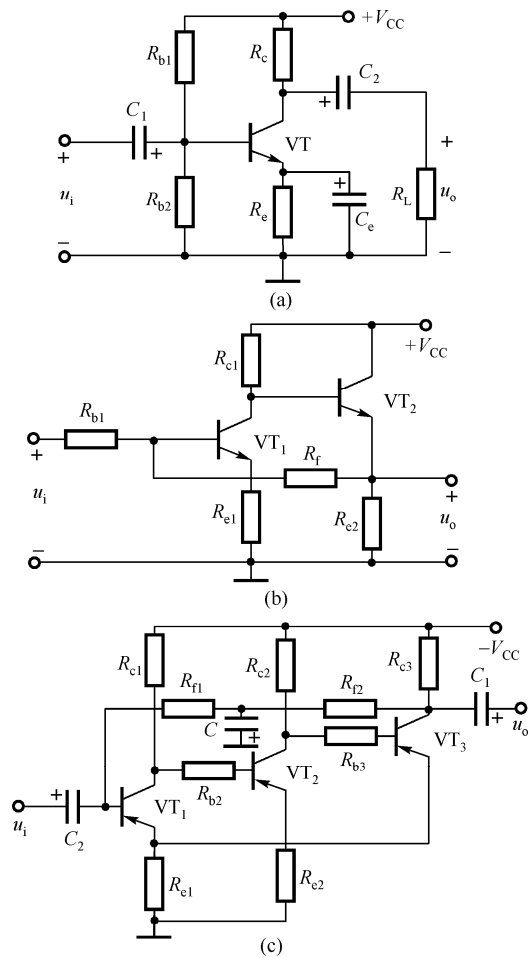 +V_CC
R_b1
R_c
C_2
C_1
VT
+
+
+
+
+
u_i
R_b2
R_e
C_e
R_L
u_o
−
−
(a)
+V_CC
R_c1
VT_2
R_b1
VT_1
R_f
+
+
u_i
R_e1
R_e2
u_o
−
−
(b)
−V_CC
R_c1
R_c2
R_c3
C_1
R_f1
R_f2
+
u_o
C
+
VT_3
R_b3
VT_2
R_b2
VT_1
+
u_i
C_2
R_e1
R_e2
(c)